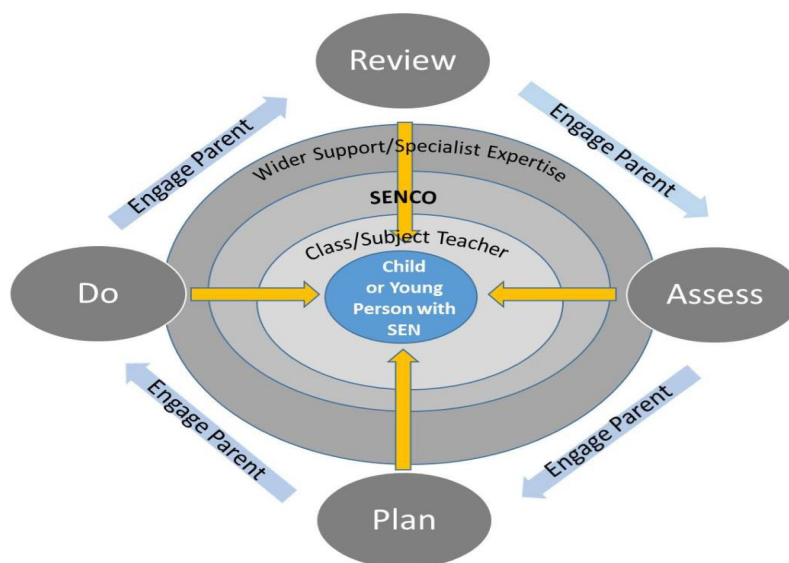 Review
Engage Parent
Engage Parent
Wider Support/Specialist Expertise
SENCO
Class/Subject Teacher
Child
or Young
Person with
SEN
Do
Assess
Engage Parent
Engage Parent
Plan